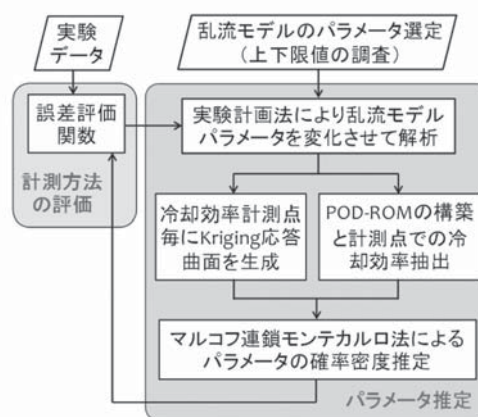 実験
データ
乱流モデルのパラメータ選定
（上下限値の調査）
誤差評価
関数
計測方法
の評価
実験計画法により乱流モデル
パラメータを変化させて解析
冷却効率計測点
毎にKriging応答
曲面を生成
POD-ROMの構築
と計測点での冷
却効率抽出
マルコフ連鎖モンテカルロ法による
パラメータの確率密度推定
パラメータ推定